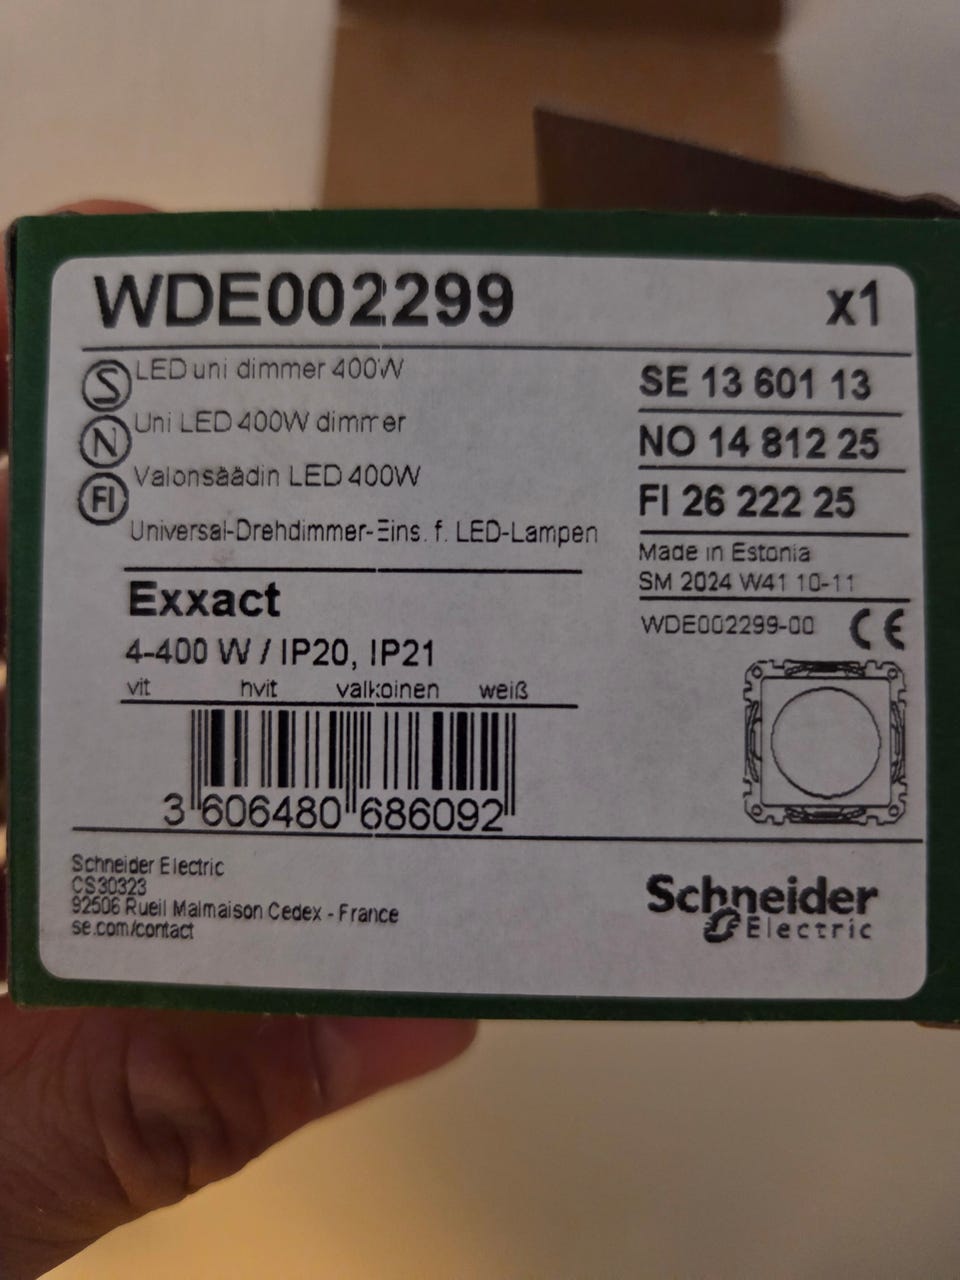 WDE002299 x1
S LED uni dimmer 400W
N Uni LED 400W dimmer
FI Valonsäädin LED 400W
Universal-Drehdimmer-Eins. f. LED-Lampen
SE 13 601 13
NO 14 812 25
FI 26 222 25
Made in Estonia
SM 2024 W41 10-11
WDE002299-00 CE
Exxact
4-400 W / IP20, IP21
vit hvit valkoinen weiß
3 606480 686092
Schneider Electric
CS30323
92506 Rueil Malmaison Cedex - France
se.com/contact
Schneider
Electric